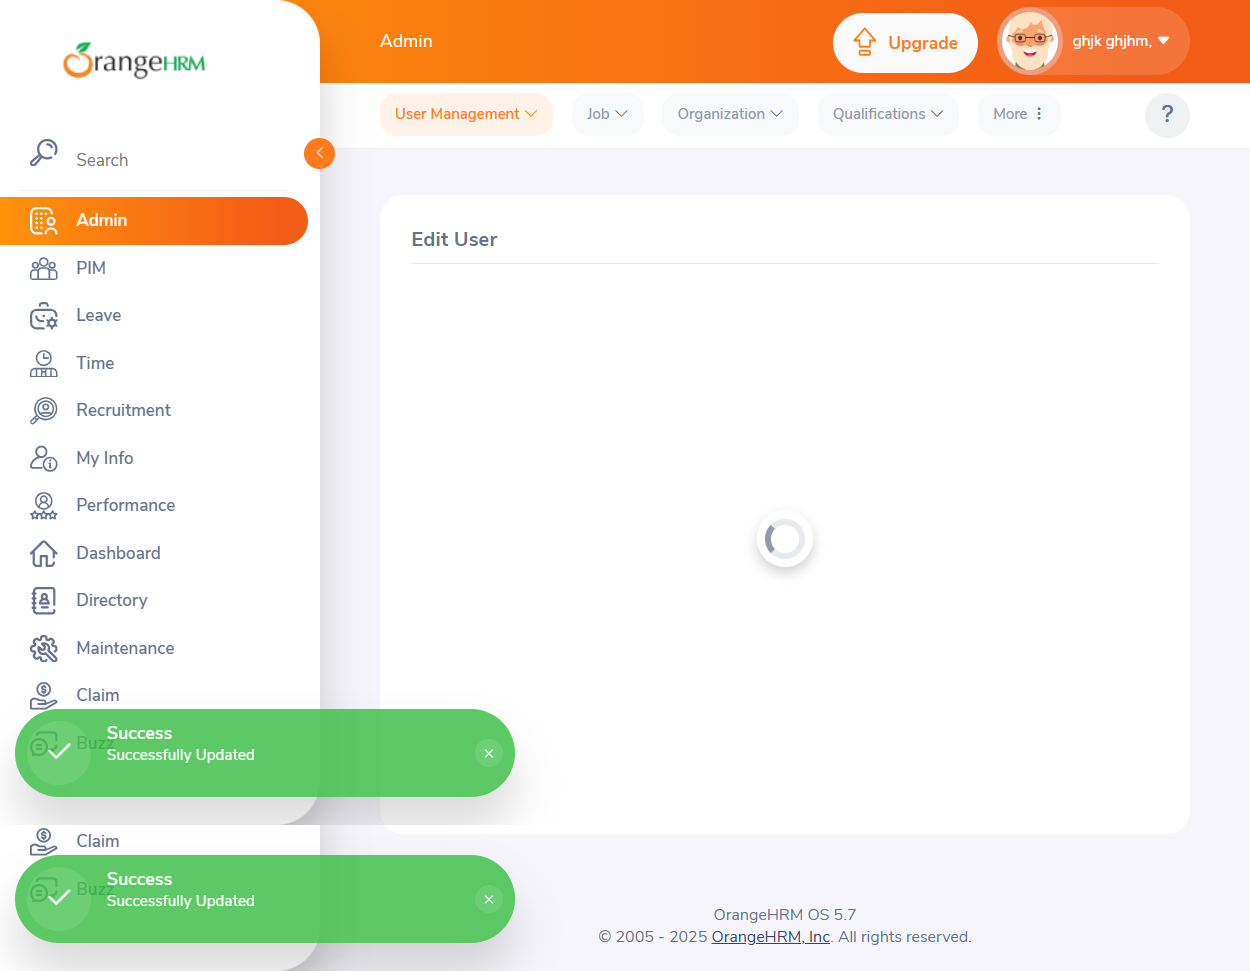 OrangeHRM
Admin
Upgrade
ghjk ghjhm,
User Management
Job
Organization
Qualifications
More
?
Search
Admin
PIM
Leave
Time
Recruitment
My Info
Performance
Dashboard
Directory
Maintenance
Claim
Buzz
Edit User
Success
Successfully Updated
Claim
Buzz
Success
Successfully Updated
OrangeHRM OS 5.7
© 2005 - 2025 OrangeHRM, Inc. All rights reserved.